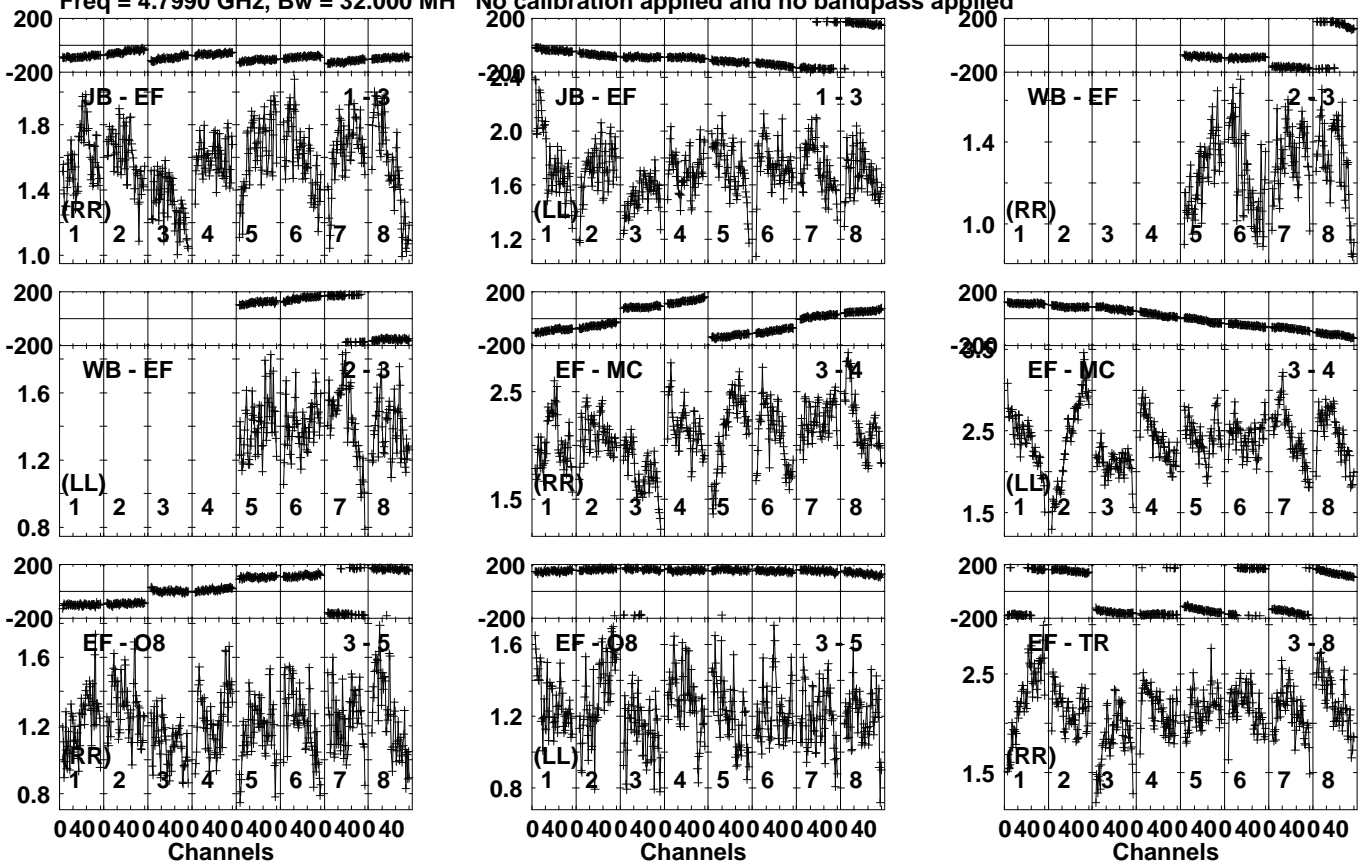 Freq = 4.7990 GHz, Bw = 32.000 MH No calibration applied and no bandpass applied
-200
JB - EF 1 - 3
1.8
1.4
1.0
(RR)
1 2 3 4 5 6 7 8
-200
2.4
JB - EF 1 - 3
2.0
1.6
1.2
(LL)
1 2 3 4 5 6 7 8
-200
WB - EF 2 - 3
1.4
1.0
(RR)
1 2 3 4 5 6 7 8
200
-200
WB - EF 2 - 3
1.6
1.2
0.8
(LL)
1 2 3 4 5 6 7 8
200
-200
EF - MC 3 - 4
2.5
1.5
(RR)
1 2 3 4 5 6 7 8
200
-200
3.5
EF - MC 3 - 4
2.5
1.5
(LL)
1 2 3 4 5 6 7 8
200
-200
EF - O8 3 - 5
1.6
1.2
0.8
(RR)
1 2 3 4 5 6 7 8
0 40 0 40 0 40 0 40 0 40 0 40 0 40 0 40
Channels
200
-200
EF - O8 3 - 5
1.6
1.2
0.8
(LL)
1 2 3 4 5 6 7 8
0 40 0 40 0 40 0 40 0 40 0 40 0 40 0 40
Channels
200
-200
EF - TR 3 - 8
2.5
1.5
(RR)
1 2 3 4 5 6 7 8
0 40 0 40 0 40 0 40 0 40 0 40 0 40 0 40
Channels